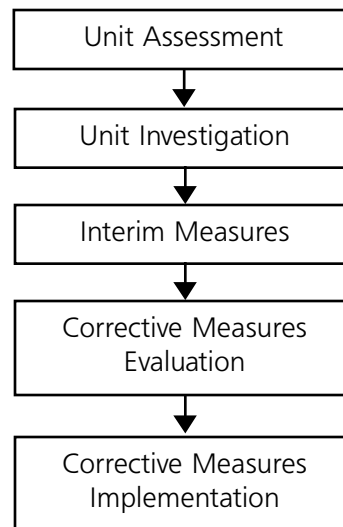 Unit Assessment
Unit Investigation
Interim Measures
Corrective Measures
Evaluation
Corrective Measures
Implementation